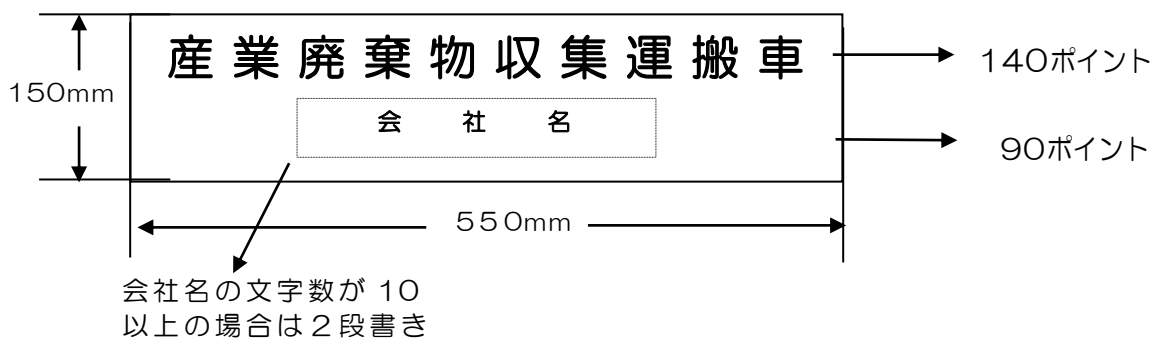 産業廃棄物収集運搬車
140ポイント
150mm
会社名
90ポイント
550mm
会社名の文字数が 10
以上の場合は２段書き